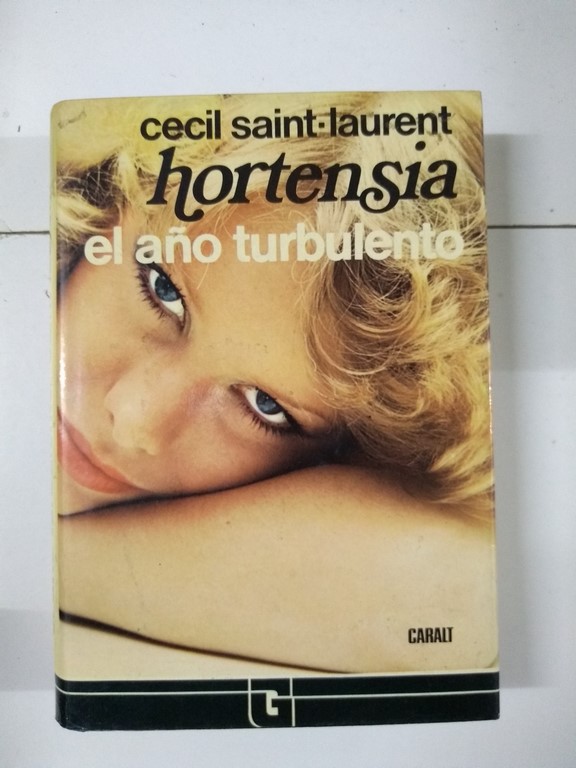 cecil saint-laurent
hortensia
el año turbulento
CARALT